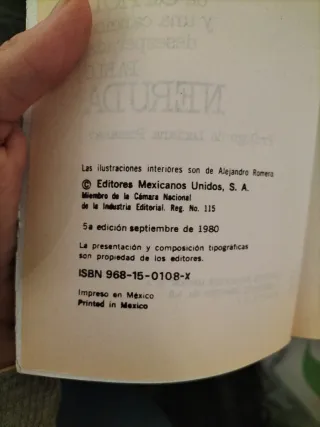 Las ilustraciones interiores son de Alejandro Romero
© Editores Mexicanos Unidos, S. A.
Miembro de la Cámara Nacional
de la Industria Editorial. Reg. No. 115
5a edición septiembre de 1980
La presentación y composición tipográficas
son propiedad de los editores.
ISBN 968-15-0108-X
Impreso en México
Printed in Mexico